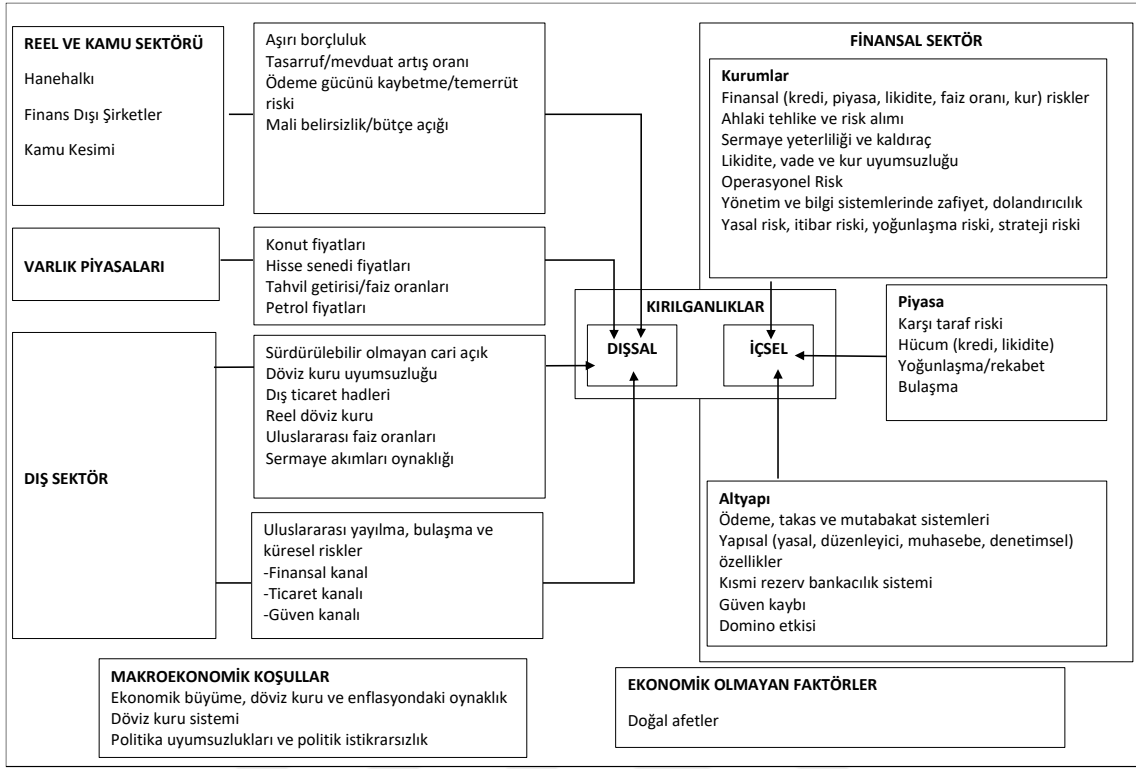 REEL VE KAMU SEKTÖRÜ
Hanehalkı
Finans Dışı Şirketler
Kamu Kesimi
Aşırı borçluluk
Tasarruf/mevduat artış oranı
Ödeme gücünü kaybetme/temerrüt
riski
Mali belirsizlik/bütçe açığı
VARLIK PİYASALARI
Konut fiyatları
Hisse senedi fiyatları
Tahvil getirisi/faiz oranları
Petrol fiyatları
DIŞ SEKTÖR
Sürdürülebilir olmayan cari açık
Döviz kuru uyumsuzluğu
Dış ticaret hadleri
Reel döviz kuru
Uluslararası faiz oranları
Sermaye akımları oynaklığı
Uluslararası yayılma, bulaşma ve
küresel riskler
-Finansal kanal
-Ticaret kanalı
-Güven kanalı
KIRILGANLIKLAR
DIŞSAL
İÇSEL
FİNANSAL SEKTÖR
Kurumlar
Finansal (kredi, piyasa, likidite, faiz oranı, kur) riskler
Ahlaki tehlike ve risk alımı
Sermaye yeterliliği ve kaldıraç
Likidite, vade ve kur uyumsuzluğu
Operasyonel Risk
Yönetim ve bilgi sistemlerinde zafiyet, dolandırıcılık
Yasal risk, itibar riski, yoğunlaşma riski, strateji riski
Piyasa
Karşı taraf riski
Hücum (kredi, likidite)
Yoğunlaşma/rekabet
Bulaşma
Altyapı
Ödeme, takas ve mutabakat sistemleri
Yapısal (yasal, düzenleyici, muhasebe, denetimsel)
özellikler
Kısmi rezerv bankacılık sistemi
Güven kaybı
Domino etkisi
MAKROEKONOMİK KOŞULLAR
Ekonomik büyüme, döviz kuru ve enflasyondaki oynaklık
Döviz kuru sistemi
Politika uyumsuzlukları ve politik istikrarsızlık
EKONOMİK OLMAYAN FAKTÖRLER
Doğal afetler